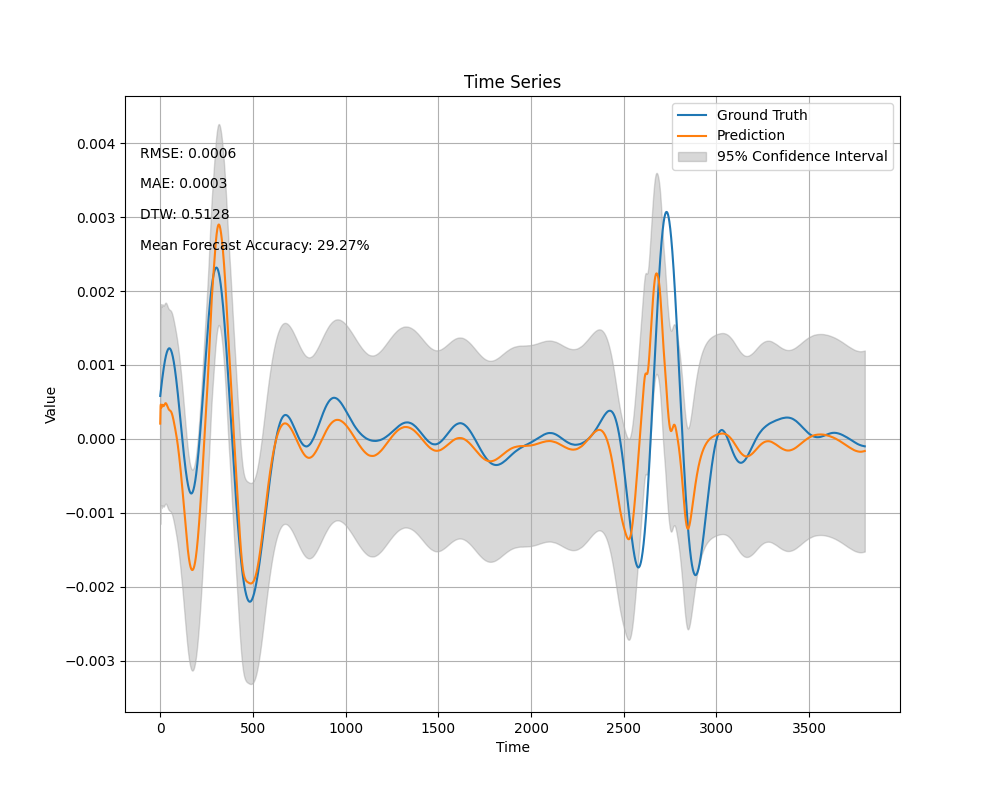 Time Series
Ground Truth
Prediction
95% Confidence Interval
RMSE: 0.0006
MAE: 0.0003
DTW: 0.5128
Mean Forecast Accuracy: 29.27%
Value
0.004
0.003
0.002
0.001
0.000
−0.001
−0.002
−0.003
0 500 1000 1500 2000 2500 3000 3500
Time